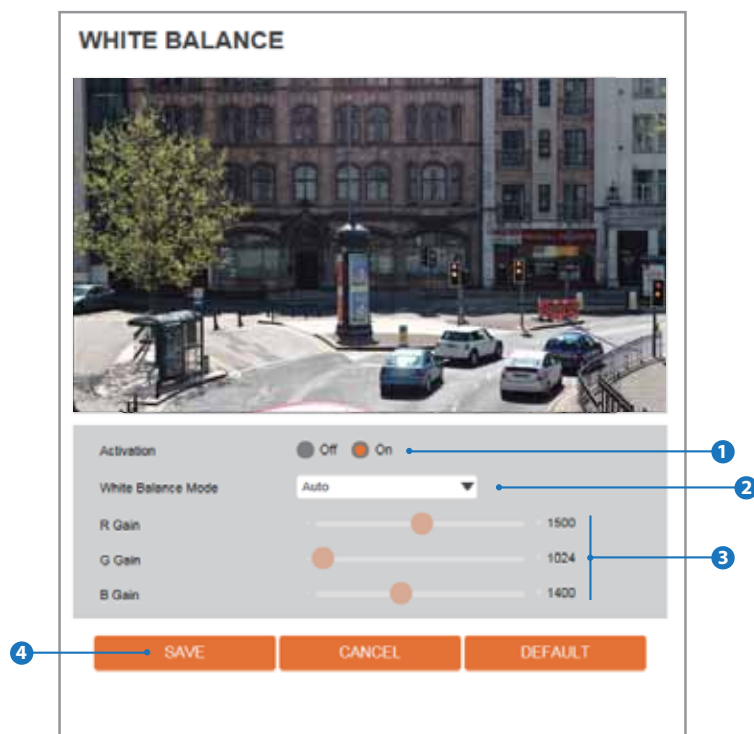 WHITE BALANCE
Activation Off On 1
White Balance Mode Auto 2
R Gain 1500
G Gain 1024 3
B Gain 1400
4 SAVE CANCEL DEFAULT